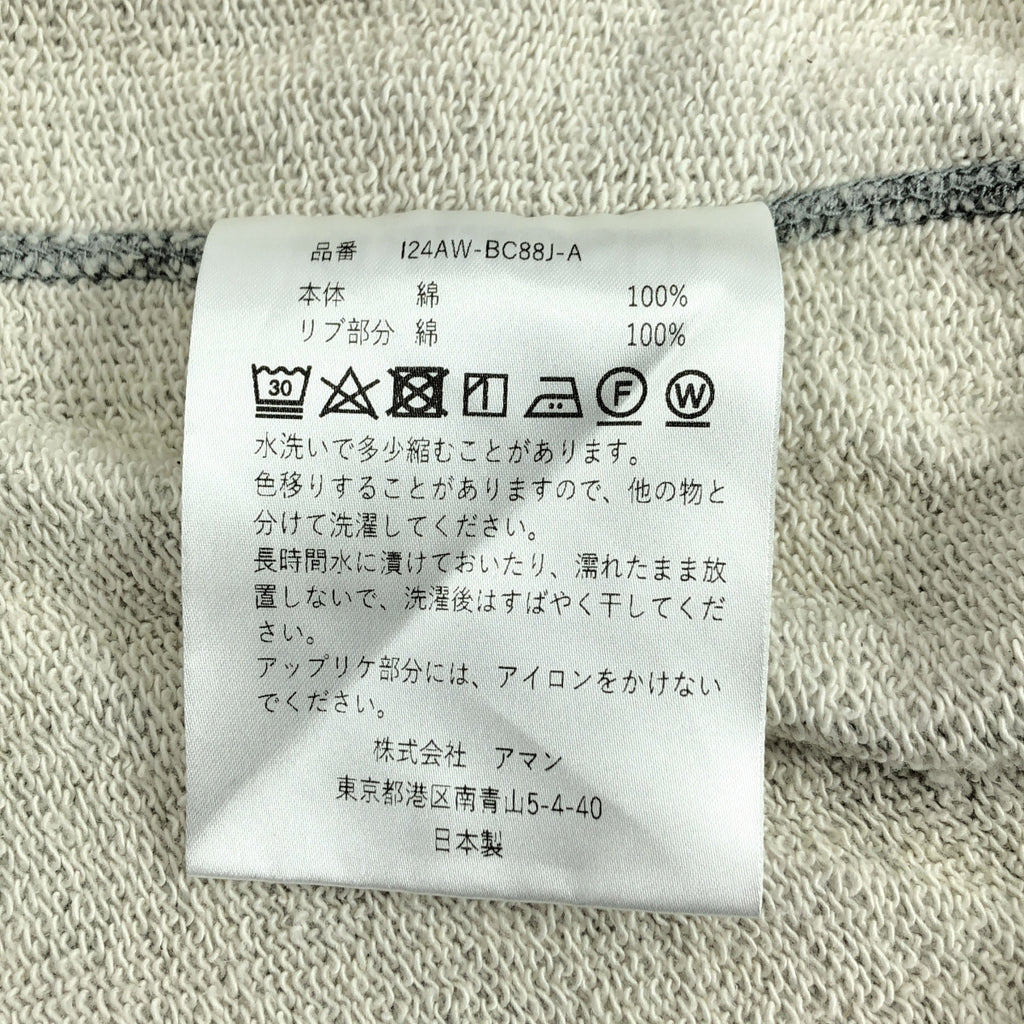 品番 I24AW-BC88J-A
本体 綿 100%
リブ部分 綿 100%
30 F W
水洗いで多少縮むことがあります。
色移りすることがありますので、他の物と
分けて洗濯してください。
長時間水に漬けておいたり、濡れたまま放
置しないで、洗濯後はすばやく干してくだ
さい。
アップリケ部分には、アイロンをかけない
でください。
株式会社 アマン
東京都港区南青山5-4-40
日本製